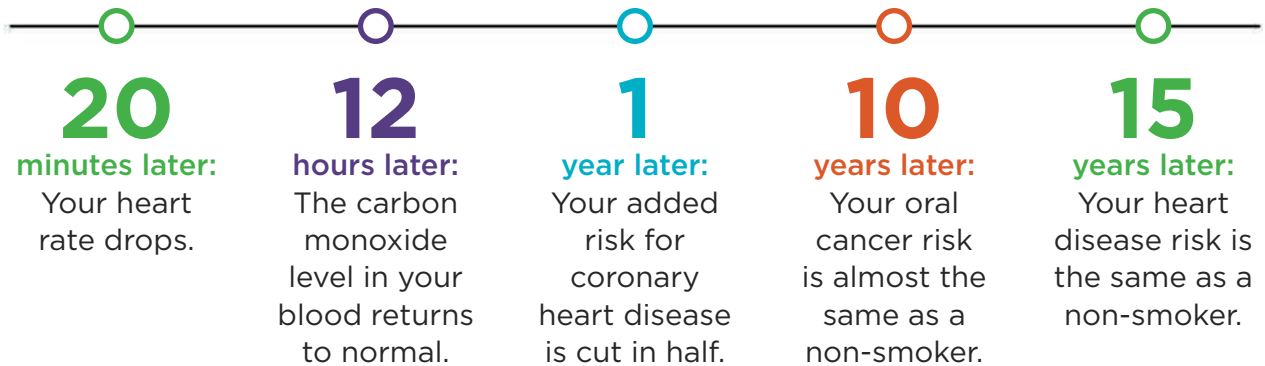 20
minutes later:
Your heart
rate drops.
12
hours later:
The carbon
monoxide
level in your
blood returns
to normal.
1
year later:
Your added
risk for
coronary
heart disease
is cut in half.
10
years later:
Your oral
cancer risk
is almost the
same as a
non-smoker.
15
years later:
Your heart
disease risk is
the same as a
non-smoker.